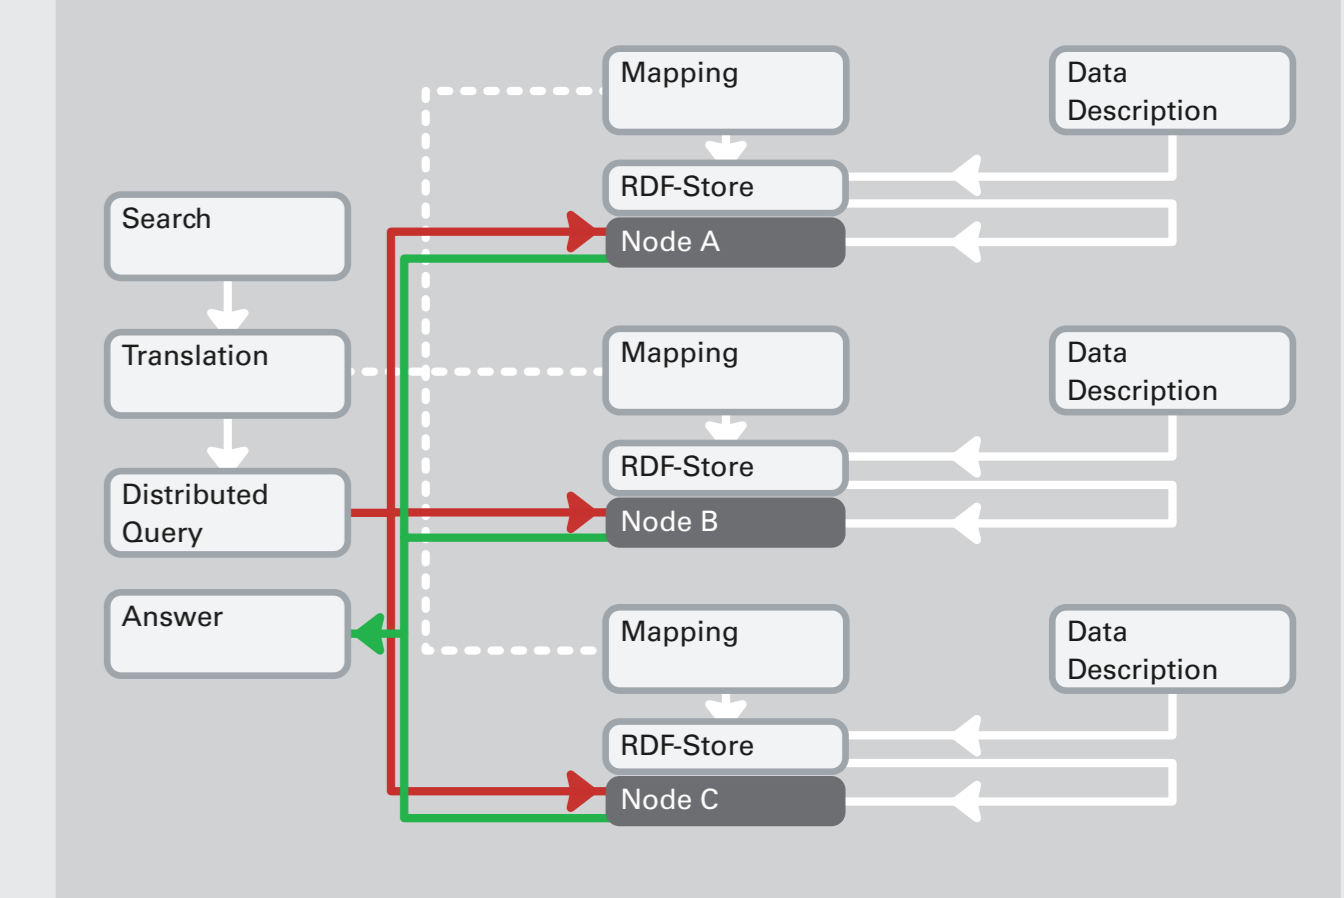 Search
Translation
Distributed
Query
Answer
Mapping
RDF-Store
Node A
Data
Description
Mapping
RDF-Store
Node B
Data
Description
Mapping
RDF-Store
Node C
Data
Description